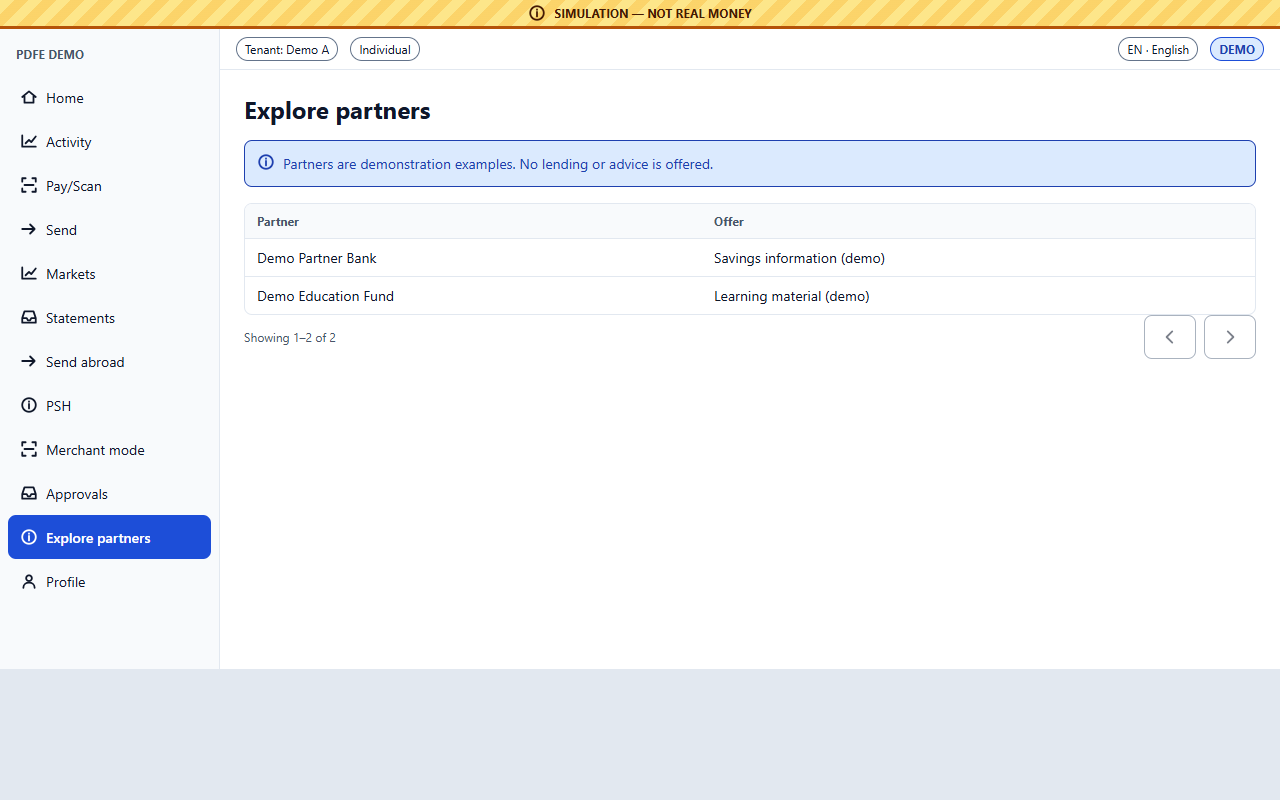 SIMULATION — NOT REAL MONEY
PDFE DEMO
Tenant: Demo A
Individual
EN · English
DEMO
Home
Activity
Pay/Scan
Send
Markets
Statements
Send abroad
PSH
Merchant mode
Approvals
Explore partners
Profile
Explore partners
Partners are demonstration examples. No lending or advice is offered.
Partner Offer
Demo Partner Bank Savings information (demo)
Demo Education Fund Learning material (demo)
Showing 1–2 of 2